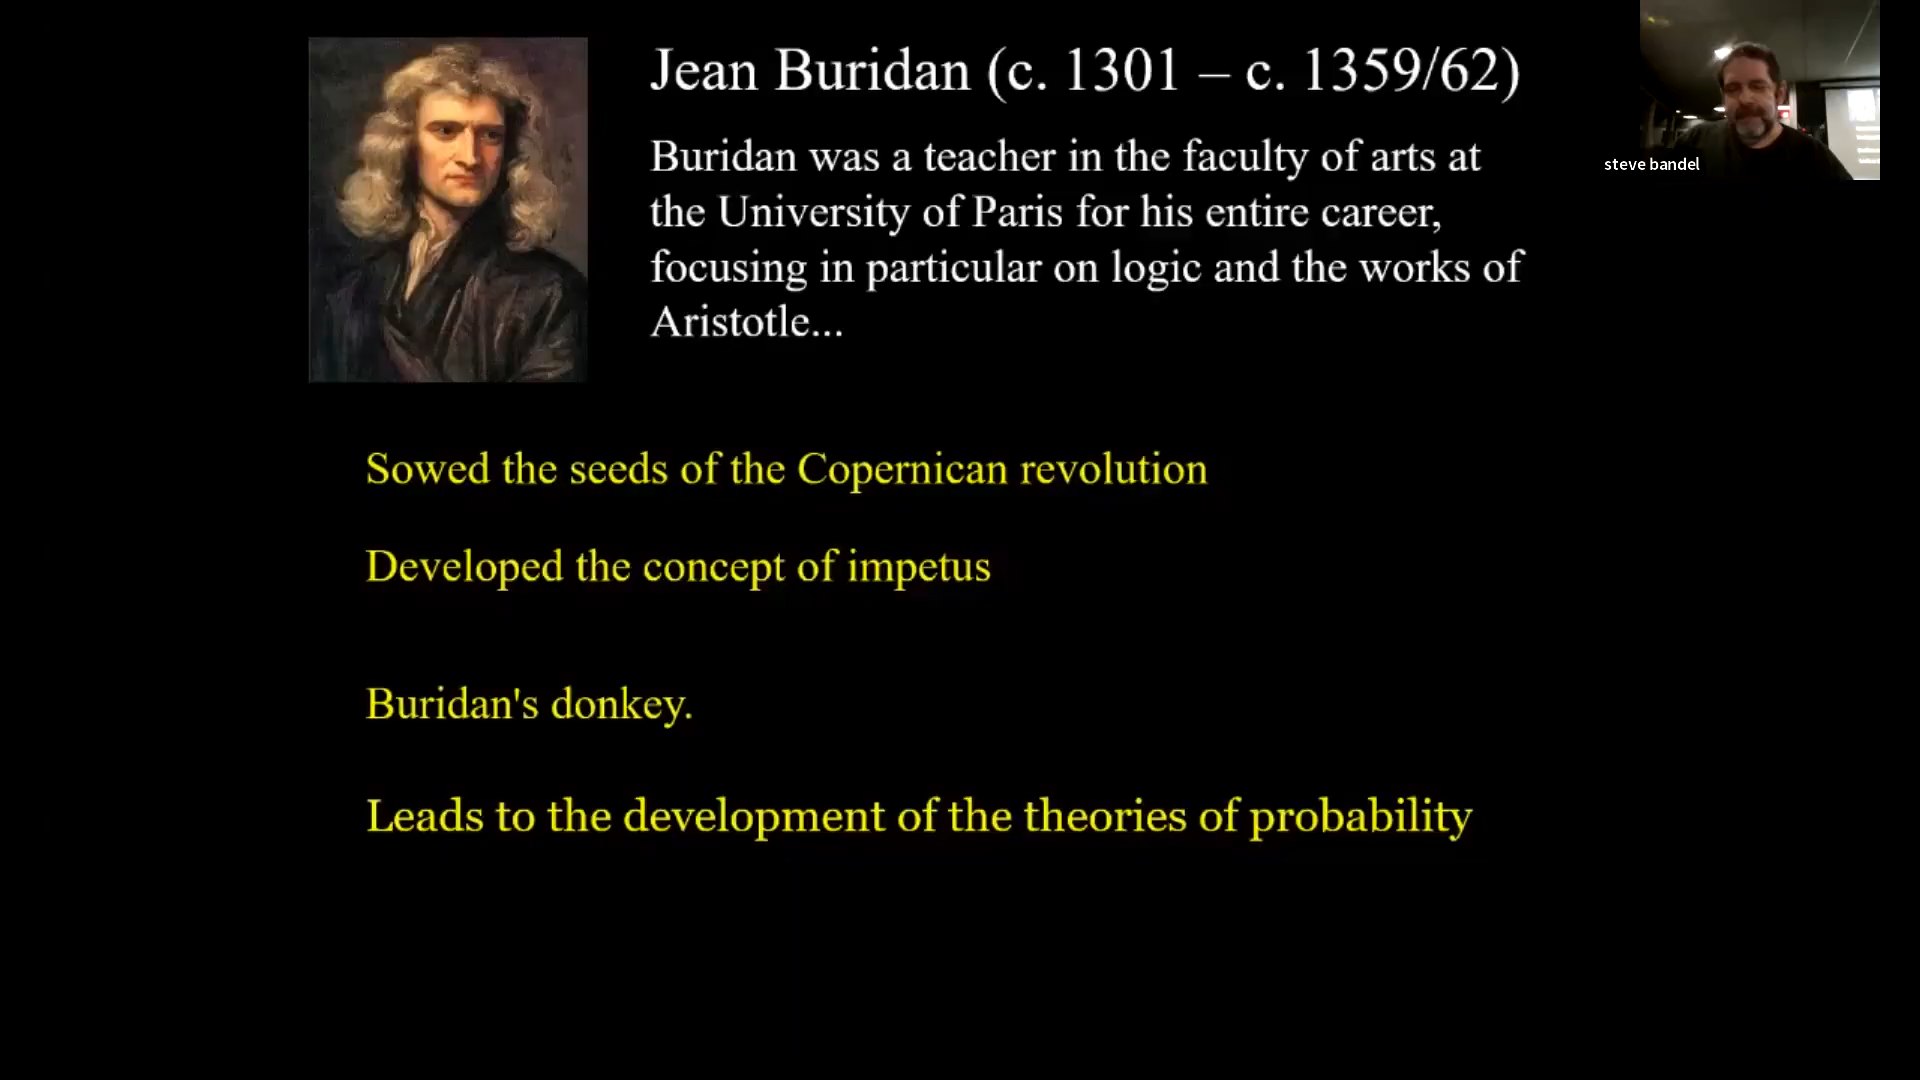 Jean Buridan (c. 1301 – c. 1359/62)
Buridan was a teacher in the faculty of arts at
the University of Paris for his entire career,
focusing in particular on logic and the works of
Aristotle...
steve bandel
Sowed the seeds of the Copernican revolution
Developed the concept of impetus
Buridan's donkey.
Leads to the development of the theories of probability